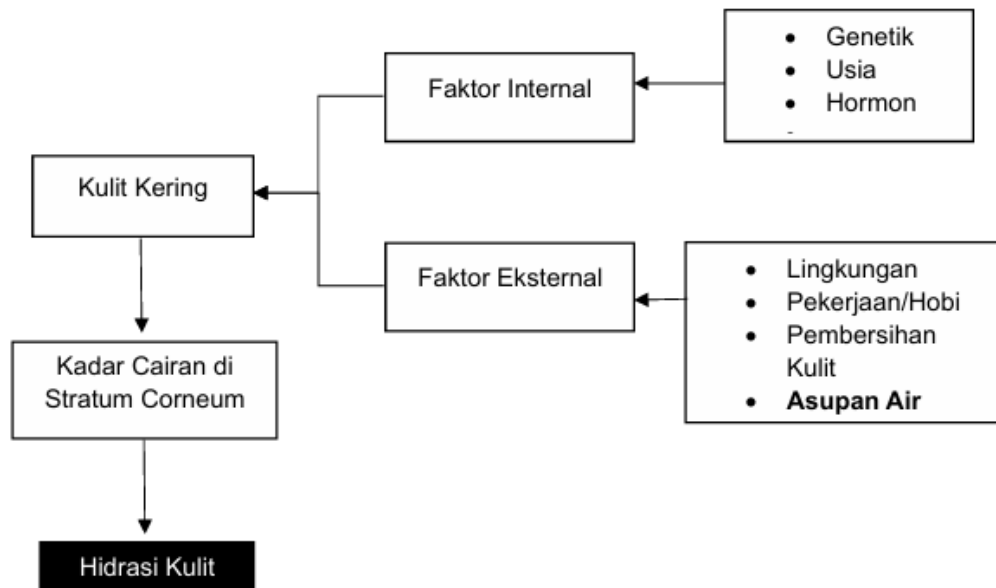 Genetik
Usia
Hormon
-
Faktor Internal
Kulit Kering
Faktor Eksternal
Lingkungan
Pekerjaan/Hobi
Pembersihan
Kulit
Asupan Air
Kadar Cairan di
Stratum Corneum
Hidrasi Kulit